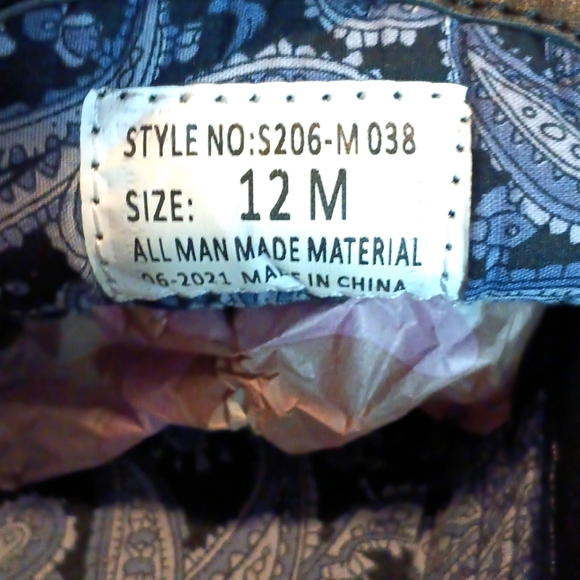 STYLE NO:S206-M 038
SIZE: 12 M
ALL MAN MADE MATERIAL
06-2021 MADE IN CHINA